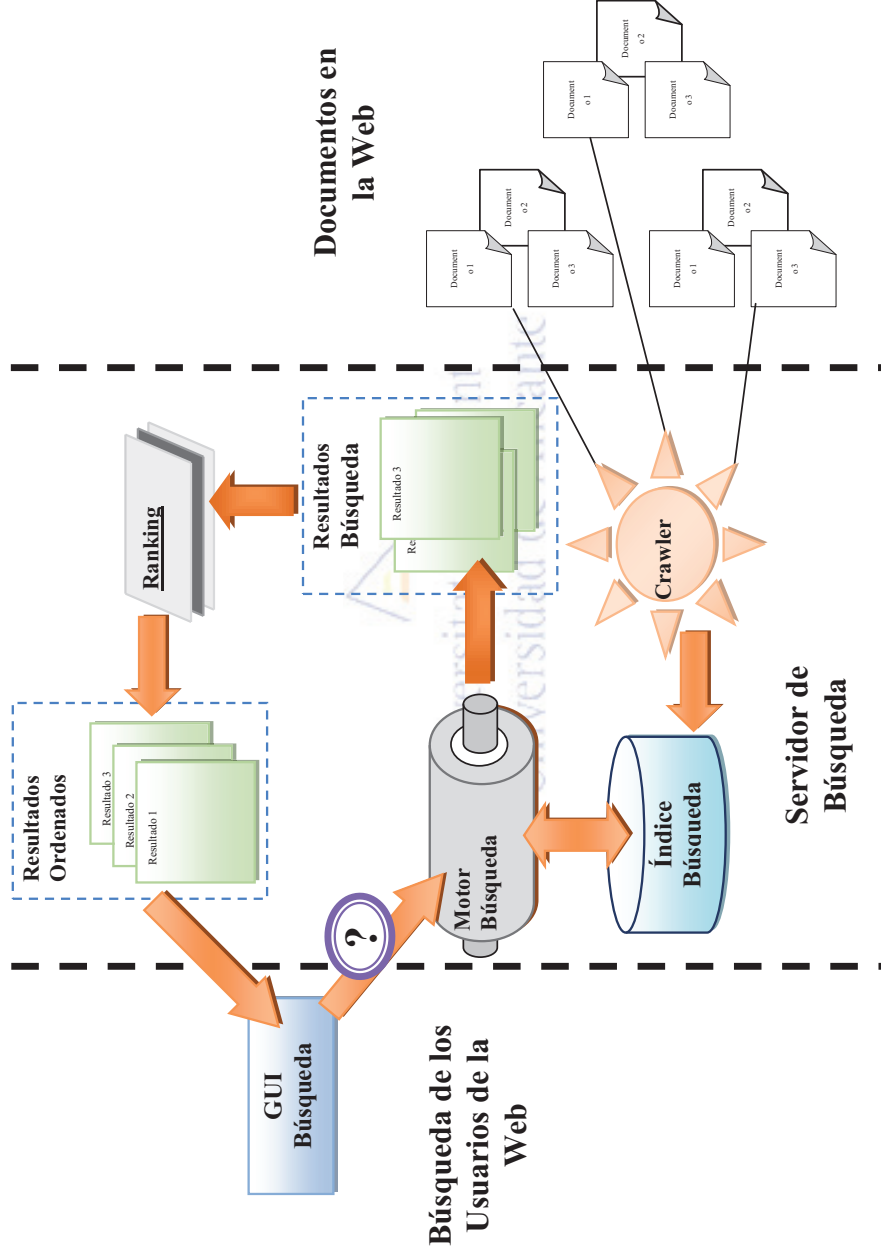 Resultados
Ordenados
Resultado 3
Resultado 2
Resultado 1
Ranking
GUI
Búsqueda
?
Resultados
Búsqueda
Resultado 3
Motor
Búsqueda
Índice
Búsqueda
Crawler
Búsqueda de los
Usuarios de la
Web
Servidor de
Búsqueda
Documentos en
la Web
Document
o 1
Document
o 2
Document
o 3
Document
o 1
Document
o 2
Document
o 3
Document
o 1
Document
o 2
Document
o 3